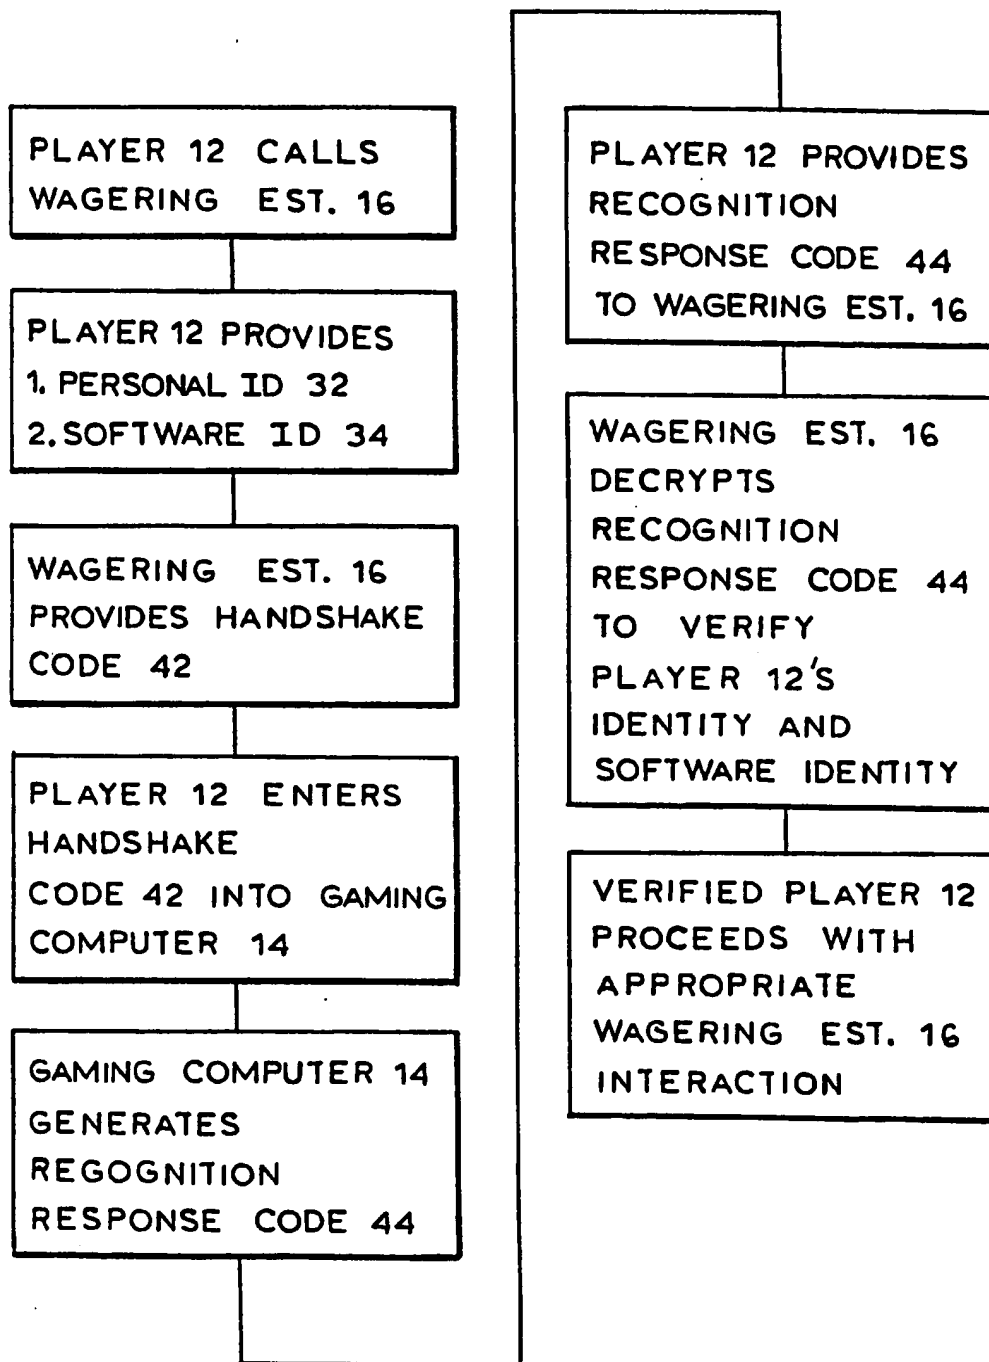 PLAYER 12 CALLS
WAGERING EST. 16
PLAYER 12 PROVIDES
1. PERSONAL ID 32
2. SOFTWARE ID 34
WAGERING EST. 16
PROVIDES HANDSHAKE
CODE 42
PLAYER 12 ENTERS
HANDSHAKE
CODE 42 INTO GAMING
COMPUTER 14
GAMING COMPUTER 14
GENERATES
REGOGNITION
RESPONSE CODE 44
PLAYER 12 PROVIDES
RECOGNITION
RESPONSE CODE 44
TO WAGERING EST. 16
WAGERING EST. 16
DECRYPTS
RECOGNITION
RESPONSE CODE 44
TO VERIFY
PLAYER 12'S
IDENTITY AND
SOFTWARE IDENTITY
VERIFIED PLAYER 12
PROCEEDS WITH
APPROPRIATE
WAGERING EST. 16
INTERACTION